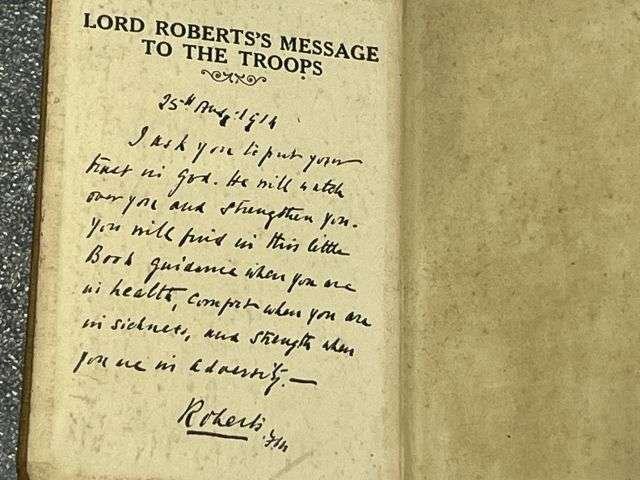 LORD ROBERTS'S MESSAGE
TO THE TROOPS
25th Aug. 1914
I ask you to put your
trust in God. He will watch
over you and strengthen you.
You will find in this little
Book guidance when you are
in health, comfort when you are
in sickness, and strength when
you are in adversity.—
Roberts
F.M.